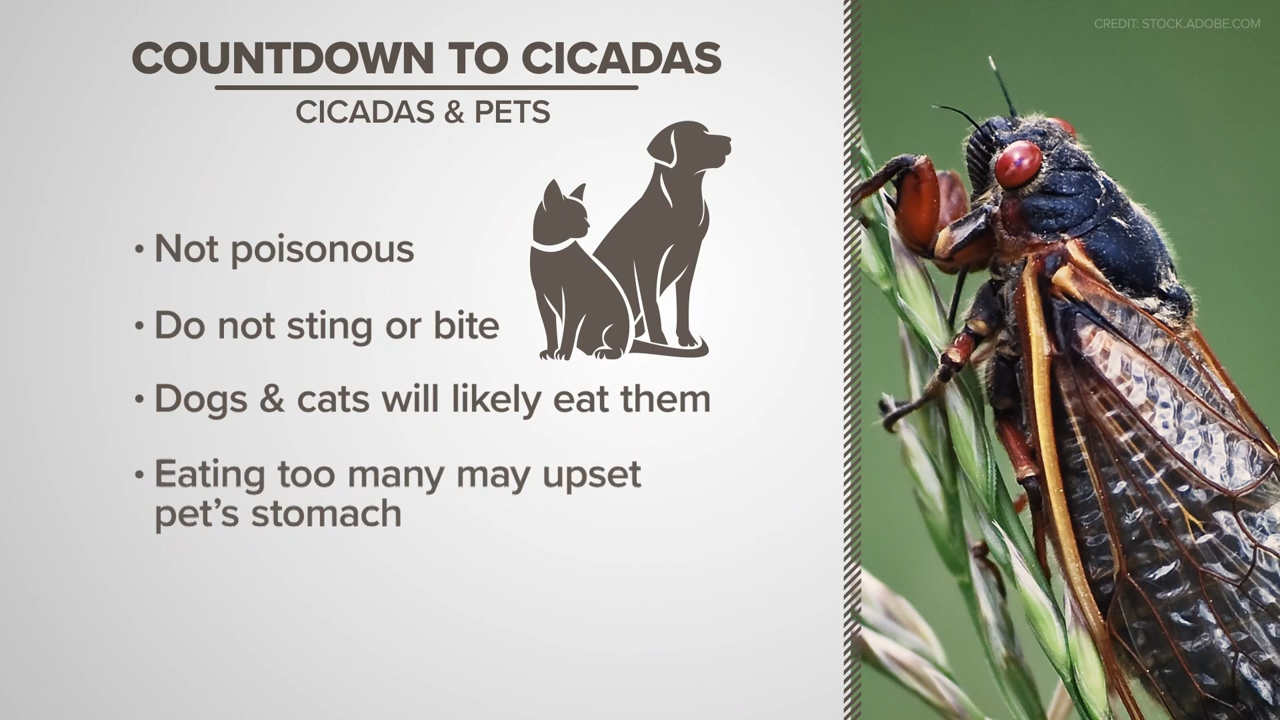 CREDIT: STOCK.ADOBE.COM
COUNTDOWN TO CICADAS
CICADAS & PETS
• Not poisonous
• Do not sting or bite
• Dogs & cats will likely eat them
• Eating too many may upset
pet’s stomach